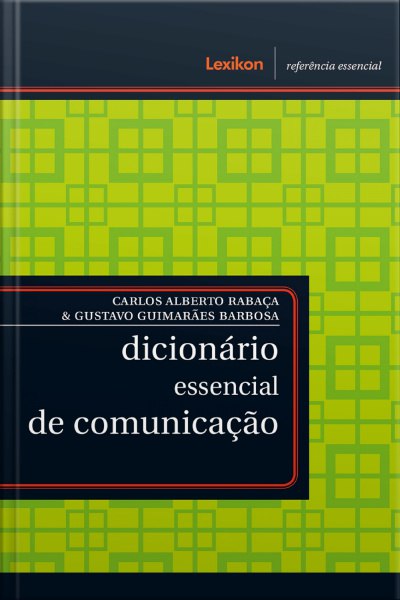 Lexikon referência essencial
CARLOS ALBERTO RABAÇA
& GUSTAVO GUIMARÃES BARBOSA
dicionário
essencial
de comunicação